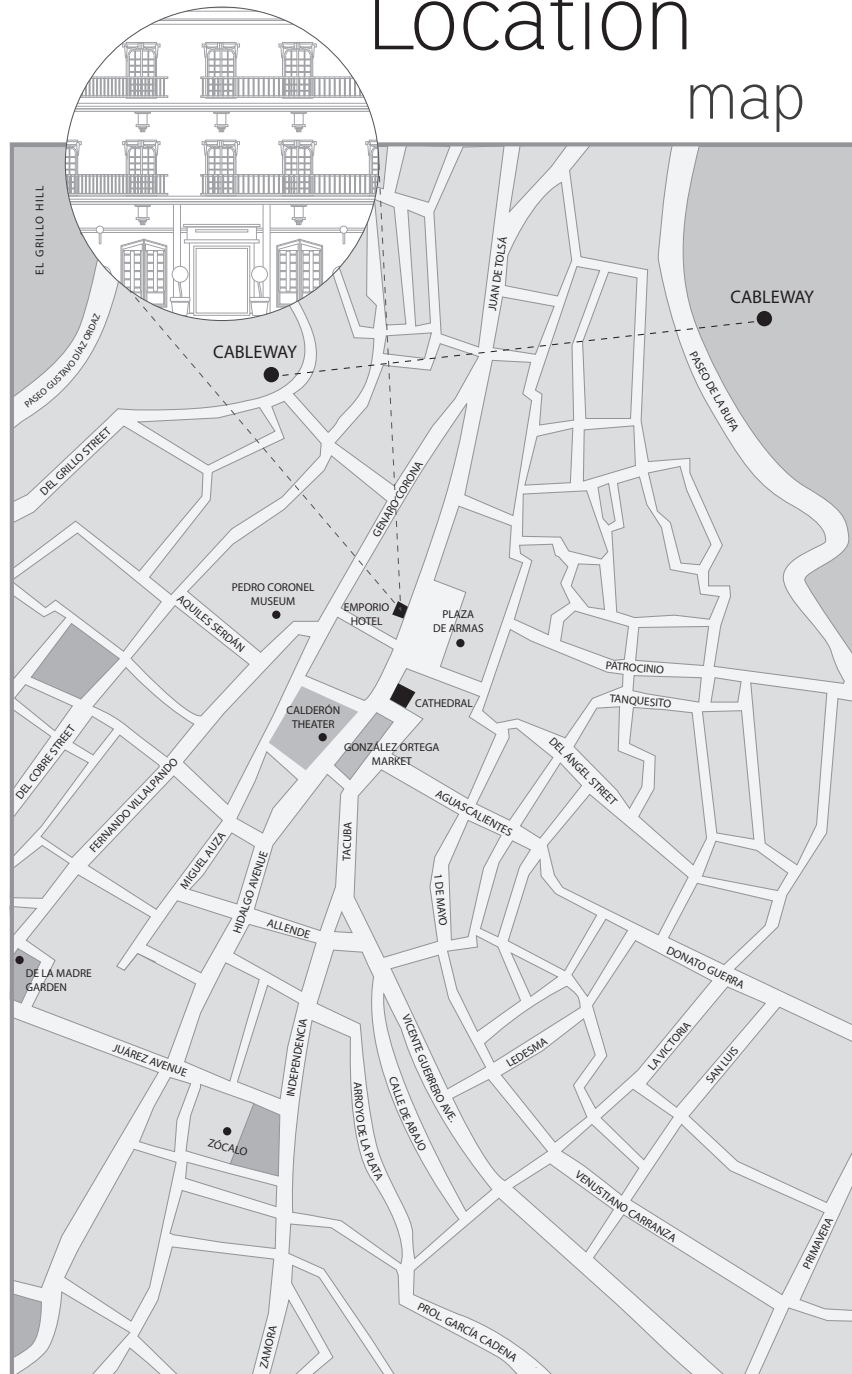 Location
map
EL GRILLO HILL
PASEO GUSTAVO DÍAZ ORDAZ
JUAN DE TOLSÁ
CABLEWAY
CABLEWAY
PASEO DE LA BUFA
DEL GRILLO STREET
GENARO CORONA
PEDRO CORONEL
MUSEUM
AQUILES SERDÁN
EMPORIO
HOTEL
PLAZA
DE ARMAS
PATROCINIO
TANQUESITO
CATHEDRAL
CALDERÓN
THEATER
GONZÁLEZ ORTEGA
MARKET
DEL COBRE STREET
FERNANDO VILLALPANDO
DEL ÁNGEL STREET
AGUASCALIENTES
MIGUEL AUZA
HIDALGO AVENUE
TACUBA
1 DE MAYO
ALLENDE
DONATO GUERRA
DE LA MADRE
GARDEN
JUÁREZ AVENUE
INDEPENDENCIA
VICENTE GUERRERO AVE.
LEDESMA
LA VICTORIA
SAN LUIS
CALLE DE ABAJO
ARROYO DE LA PLATA
ZÓCALO
VENUSTIANO CARRANZA
PRIMAVERA
PROL. GARCÍA CADENA
ZAMORA